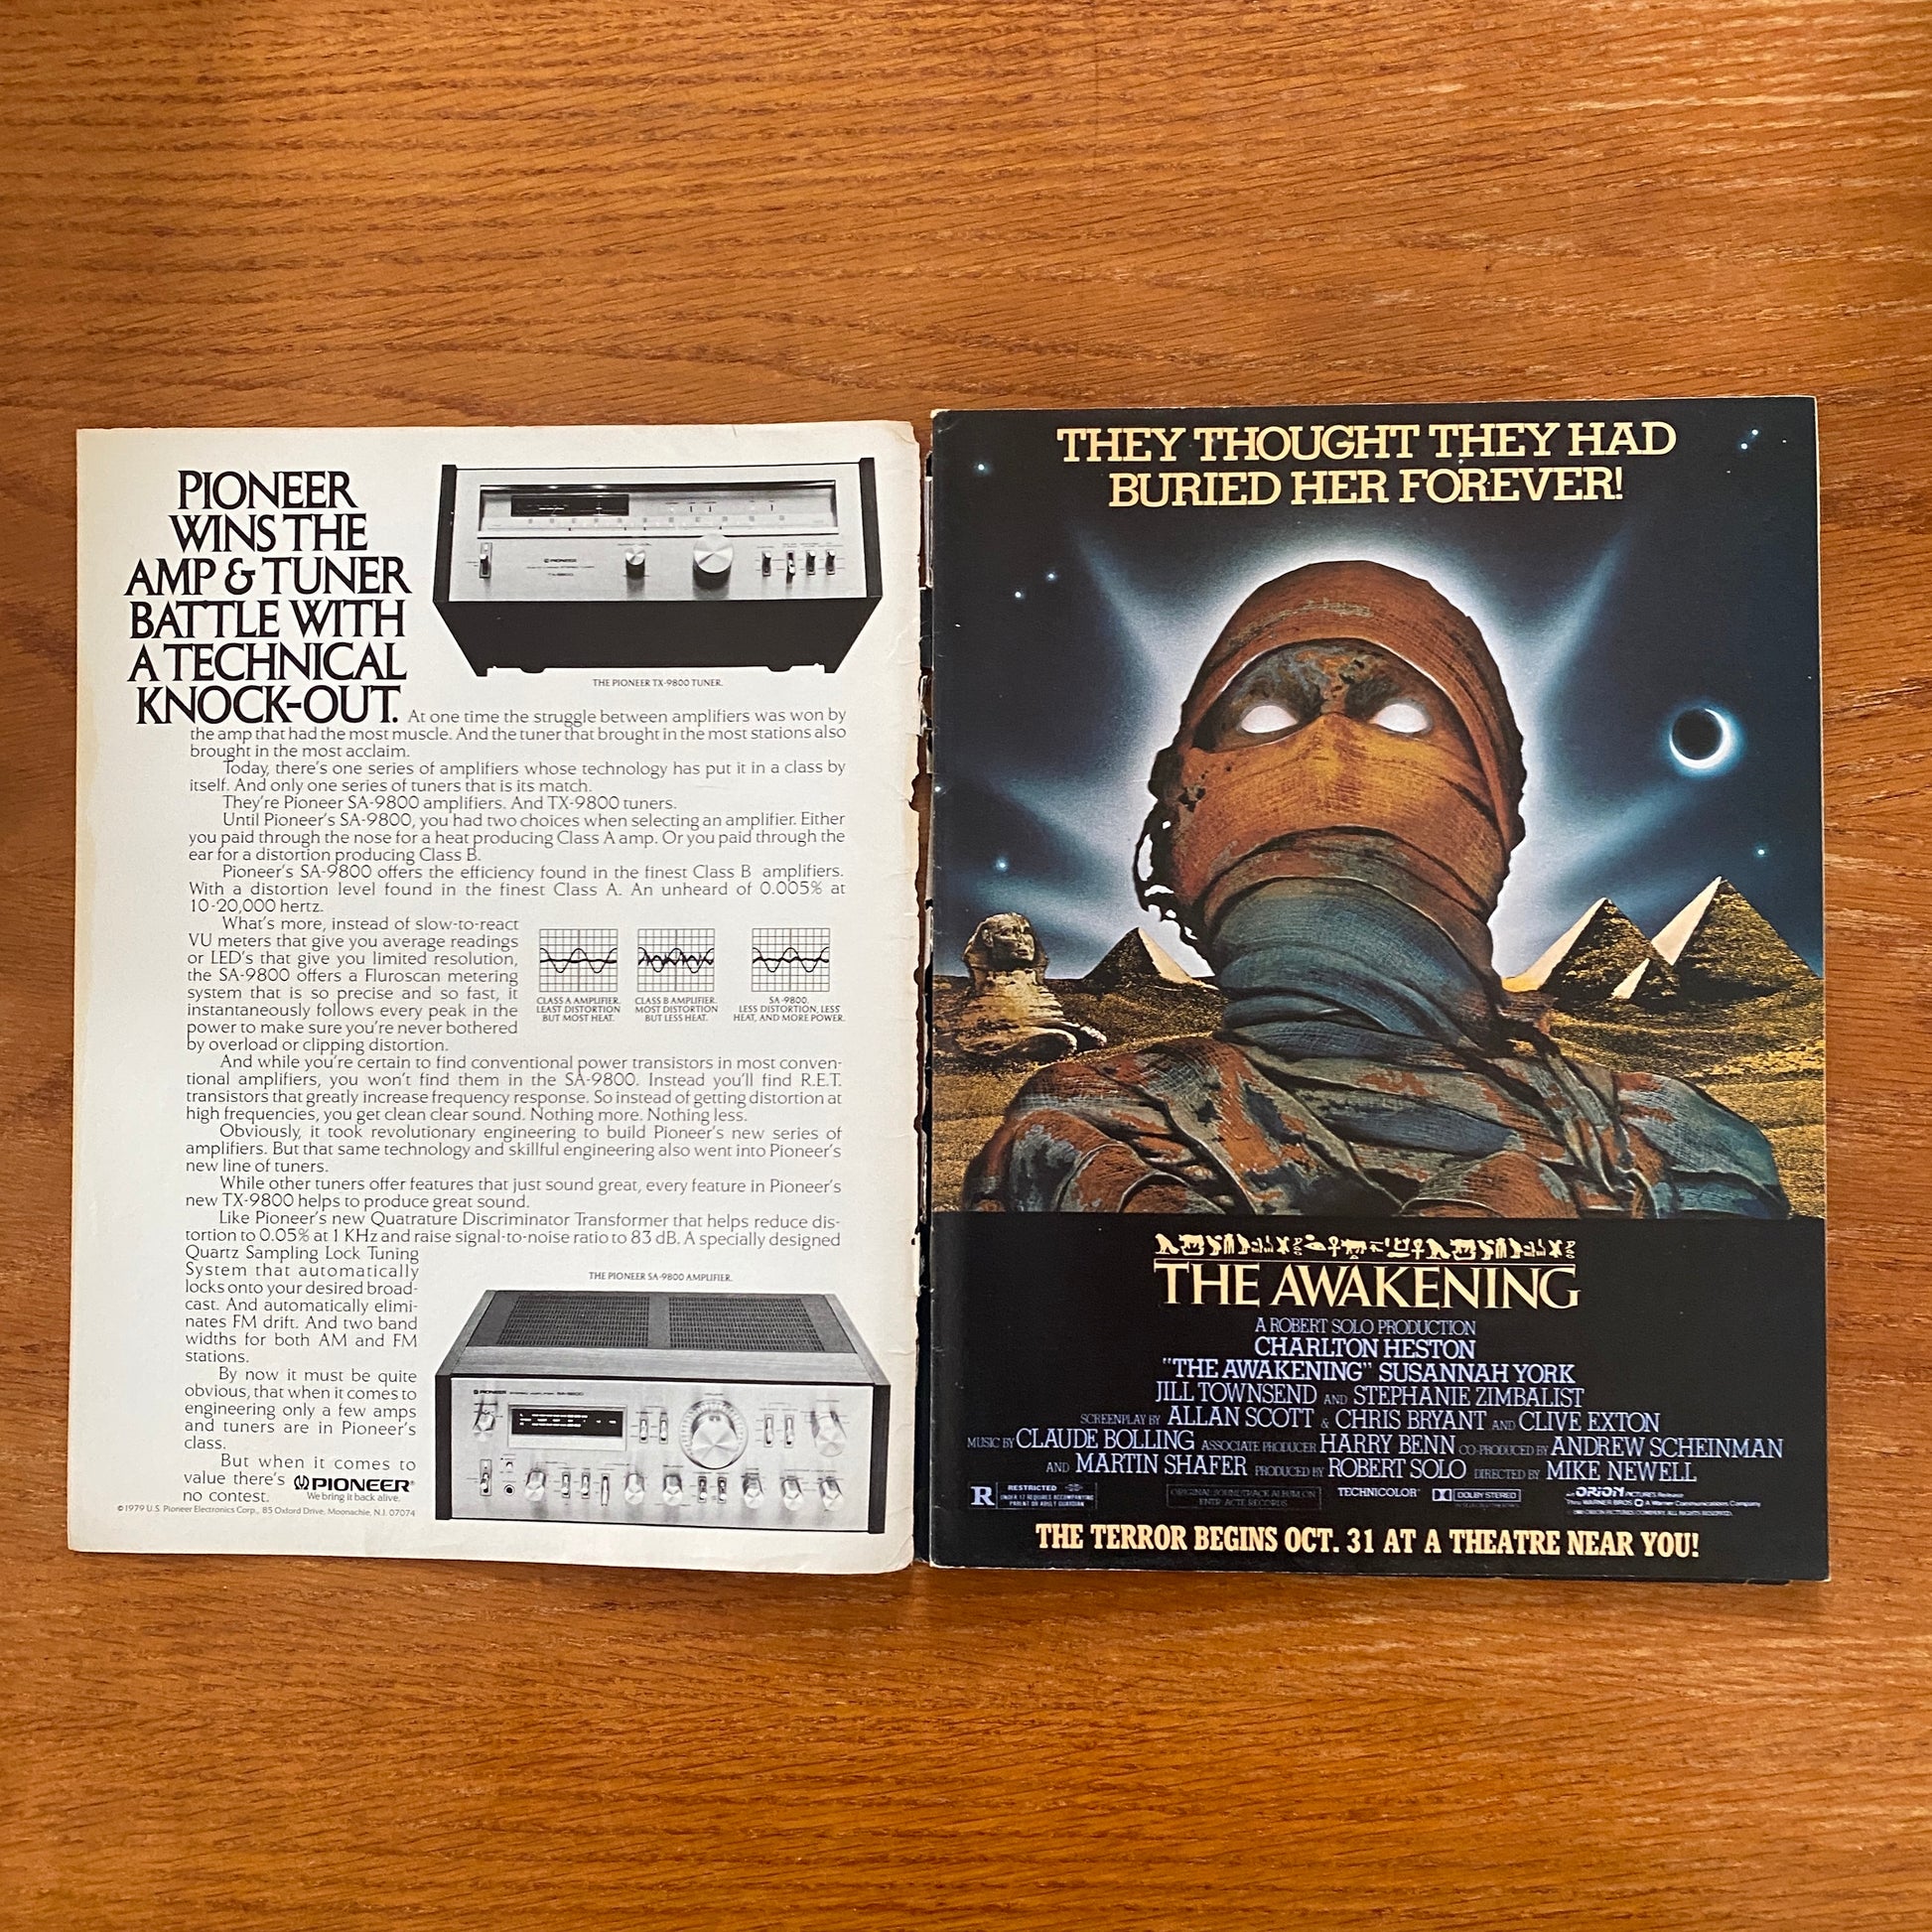 PIONEER
WINS THE
AMP & TUNER
BATTLE WITH
A TECHNICAL
KNOCK-OUT.
PIONEER
THE PIONEER TX-9800 TUNER.
At one time the struggle between amplifiers was won by
the amp that had the most muscle. And the tuner that brought in the most stations also
brought in the most acclaim.
Today, there's one series of amplifiers whose technology has put it in a class by
itself. And only one series of tuners that is its match.
They're Pioneer SA-9800 amplifiers. And TX-9800 tuners.
Until Pioneer's SA-9800, you had two choices when selecting an amplifier. Either
you paid through the nose for a heat producing Class A amp. Or you paid through the
ear for a distortion producing Class B.
Pioneer's SA-9800 offers the efficiency found in the finest Class B amplifiers.
With a distortion level found in the finest Class A. An unheard of 0.005% at
10-20,000 hertz.
What's more, instead of slow-to-react
VU meters that give you average readings
or LED's that give you limited resolution,
the SA-9800 offers a Fluroscan metering
system that is so precise and so fast, it
instantaneously follows every peak in the
power to make sure you're never bothered
by overload or clipping distortion.
CLASS A AMPLIFIER.
LEAST DISTORTION
BUT MOST HEAT.
CLASS B AMPLIFIER.
MOST DISTORTION
BUT LESS HEAT.
SA-9800.
LESS DISTORTION, LESS
HEAT, AND MORE POWER.
And while you're certain to find conventional power transistors in most conven-
tional amplifiers, you won't find them in the SA-9800. Instead you'll find R.E.T.
transistors that greatly increase frequency response. So instead of getting distortion at
high frequencies, you get clean clear sound. Nothing more. Nothing less.
Obviously, it took revolutionary engineering to build Pioneer's new series of
amplifiers. But that same technology and skillful engineering also went into Pioneer's
new line of tuners.
While other tuners offer features that just sound great, every feature in Pioneer's
new TX-9800 helps to produce great sound.
Like Pioneer's new Quatrature Discriminator Transformer that helps reduce dis-
tortion to 0.05% at 1 KHz and raise signal-to-noise ratio to 83 dB. A specially designed
Quartz Sampling Lock Tuning
System that automatically
locks onto your desired broad-
cast. And automatically elimi-
nates FM drift. And two band
widths for both AM and FM
stations.
By now it must be quite
obvious, that when it comes to
engineering only a few amps
and tuners are in Pioneer's
class.
But when it comes to
value there's
no contest.
PIONEER®
We bring it back alive.
©1979 U.S. Pioneer Electronics Corp., 85 Oxford Drive, Moonachie, N.J. 07074
THE PIONEER SA-9800 AMPLIFIER.
PIONEER
THEY THOUGHT THEY HAD
BURIED HER FOREVER!
THE AWAKENING
A ROBERT SOLO PRODUCTION
CHARLTON HESTON
"THE AWAKENING" SUSANNAH YORK
JILL TOWNSEND AND STEPHANIE ZIMBALIST
SCREENPLAY BY ALLAN SCOTT & CHRIS BRYANT AND CLIVE EXTON
MUSIC BY CLAUDE BOLLING ASSOCIATE PRODUCER HARRY BENN CO-PRODUCED BY ANDREW SCHEINMAN
AND MARTIN SHAFER PRODUCED BY ROBERT SOLO DIRECTED BY MIKE NEWELL
R RESTRICTED
UNDER 17 REQUIRES ACCOMPANYING
PARENT OR ADULT GUARDIAN
ORIGINAL SOUNDTRACK ALBUM ON
ENTR'ACTE RECORDS
TECHNICOLOR®
DOLBY STEREO
AN ORION PICTURES Release
Thru WARNER BROS A Warner Communications Company
THE TERROR BEGINS OCT. 31 AT A THEATRE NEAR YOU!